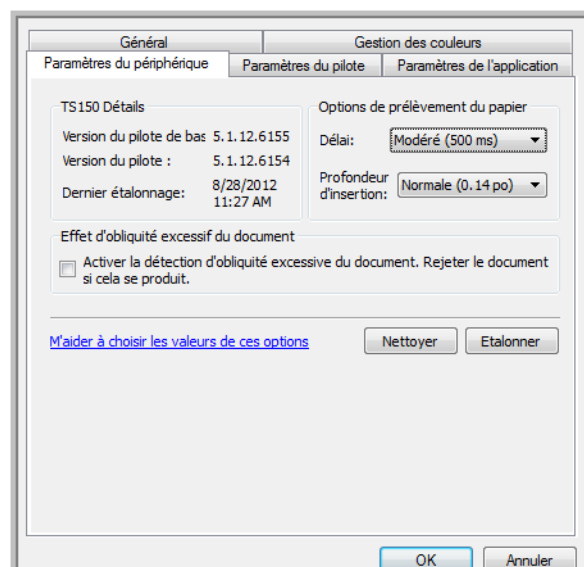 Général
Gestion des couleurs
Paramètres du périphérique
Paramètres du pilote
Paramètres de l'application
TS150 Détails
Version du pilote de bas 5.1.12.6155
Version du pilote : 5.1.12.6154
Dernier étalonnage: 8/28/2012
11:27 AM
Options de prélèvement du papier
Délai: Modéré (500 ms)
Profondeur
d'insertion: Normale (0.14 po)
Effet d'obliquité excessif du document
Activer la détection d'obliquité excessive du document. Rejeter le document
si cela se produit.
M'aider à choisir les valeurs de ces options
Nettoyer
Etalonner
OK
Annuler